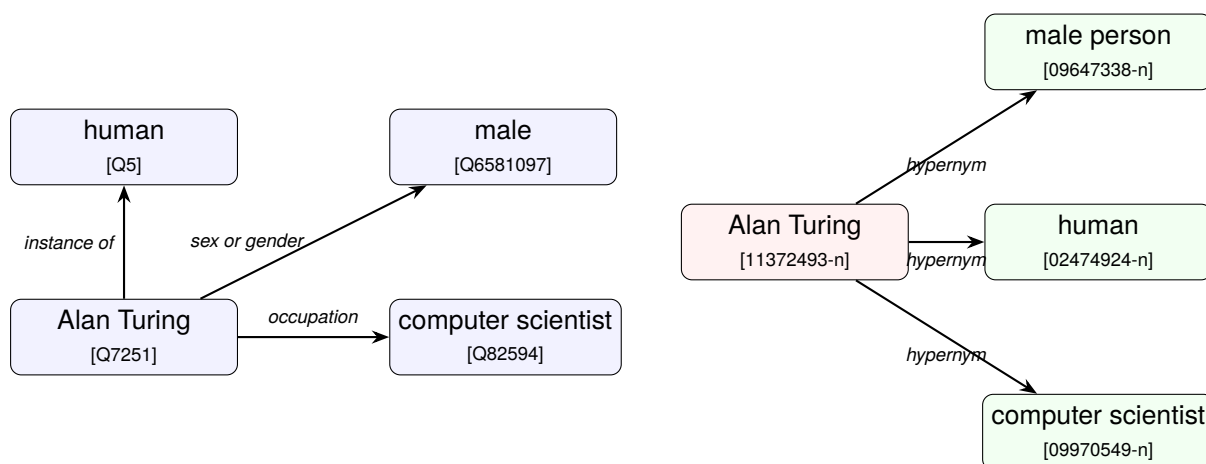 human
[Q5]
male
[Q6581097]
instance of
sex or gender
Alan Turing
[Q7251]
occupation
computer scientist
[Q82594]
male person
[09647338-n]
hypernym
Alan Turing
[11372493-n]
hypernym
human
[02474924-n]
hypernym
computer scientist
[09970549-n]